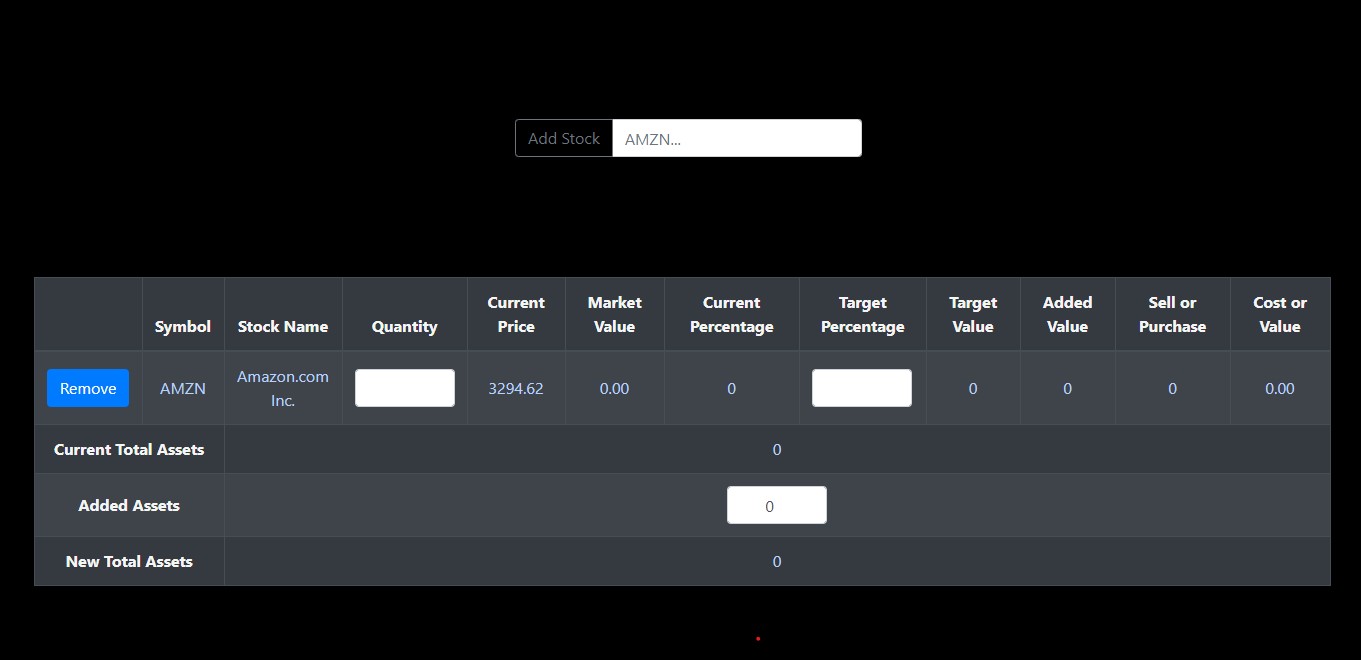 Add Stock AMZN...
Symbol Stock Name Quantity Current Price Market Value Current Percentage Target Percentage Target Value Added Value Sell or Purchase Cost or Value
Remove AMZN Amazon.com Inc. 3294.62 0.00 0 0 0 0 0.00
Current Total Assets 0
Added Assets 0
New Total Assets 0